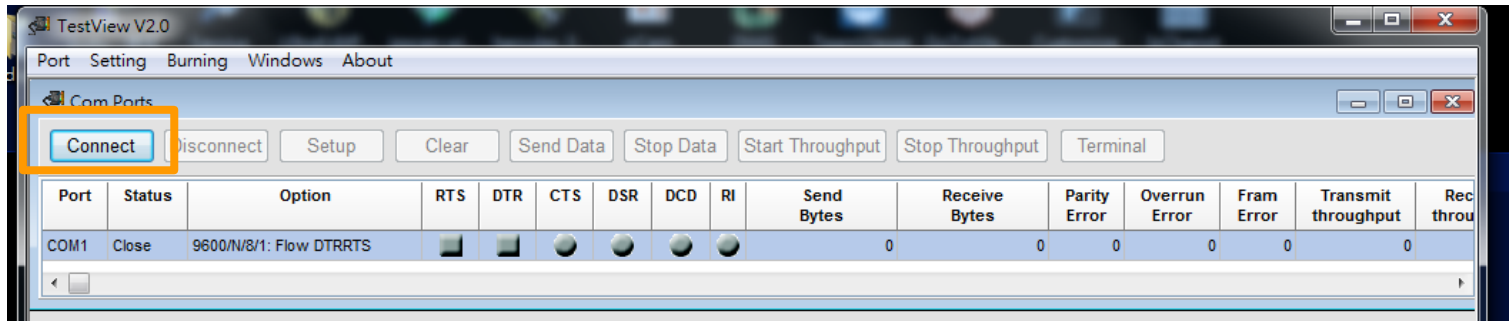 TestView V2.0
Port Setting Burning Windows About
Com Ports
Connect Disconnect Setup Clear Send Data Stop Data Start Throughput Stop Throughput Terminal
Port Status Option RTS DTR CTS DSR DCD RI Send Receive Parity Overrun Fram Transmit Rec
Bytes Bytes Error Error Error throughput throu
COM1 Close 9600/N/8/1: Flow DTRRTS 0 0 0 0 0 0